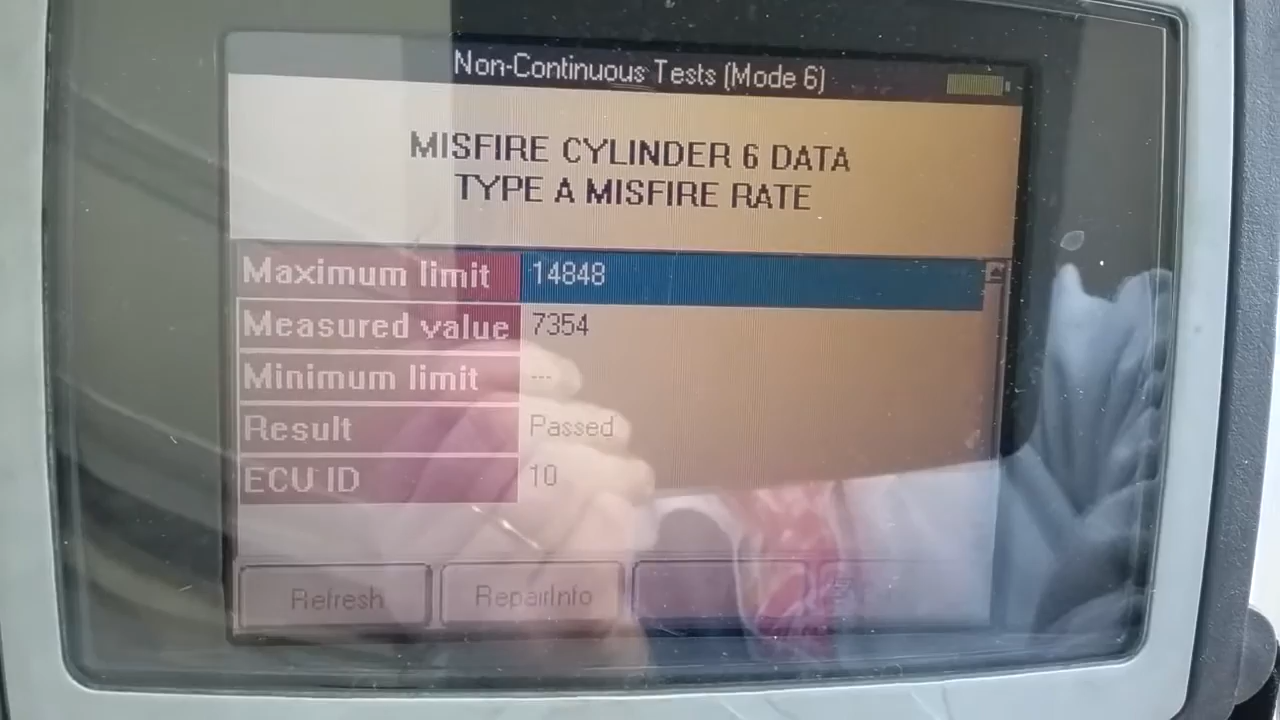 Non-Continuous Tests (Mode 6)
MISFIRE CYLINDER 6 DATA
TYPE A MISFIRE RATE
Maximum limit 14848
Measured value 7354
Minimum limit ---
Result Passed
ECU ID 10
Refresh RepairInfo